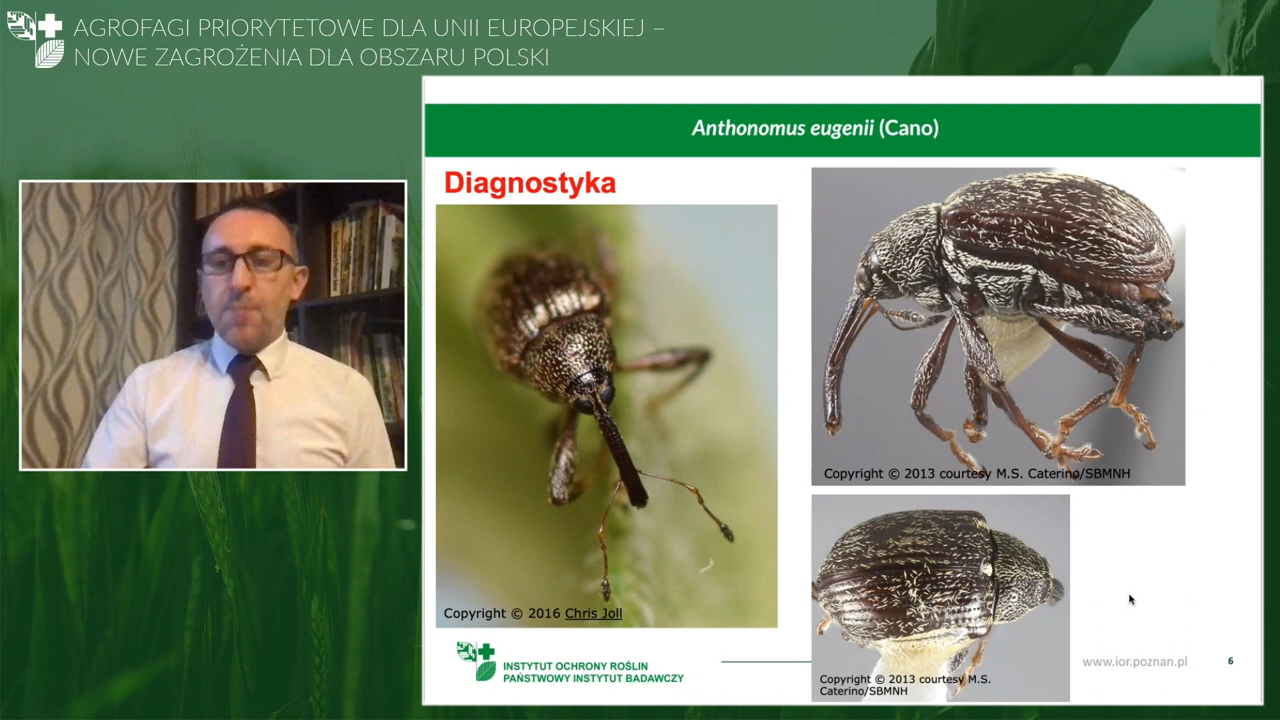 AGROFAGI PRIORYTETOWE DLA UNII EUROPEJSKIEJ –
NOWE ZAGROŻENIA DLA OBSZARU POLSKI
Anthonomus eugenii (Cano)
Diagnostyka
Copyright © 2013 courtesy M.S. Caterino/SBMNH
Copyright © 2016 Chris Joll
Copyright © 2013 courtesy M.S.
Caterino/SBMNH
INSTYTUT OCHRONY ROŚLIN
PAŃSTWOWY INSTYTUT BADAWCZY
www.ior.poznan.pl
6